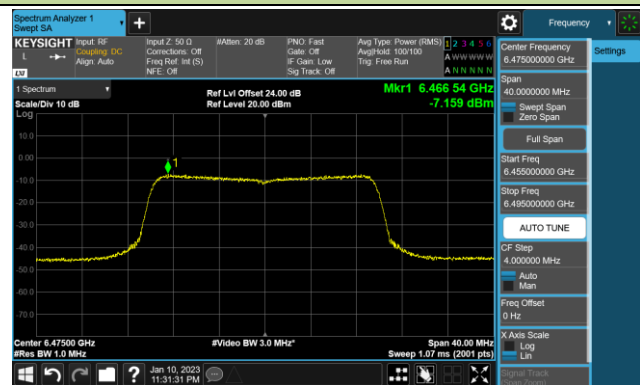 Spectrum Analyzer 1
Swept SA
Frequency
KEYSIGHT
L
LXI
Input: RF
Coupling: DC
Align: Auto
Input Z: 50 Ω
Corrections: Off
Freq Ref: Int (S)
NFE: Off
#Atten: 20 dB
PNO: Fast
Gate: Off
IF Gain: Low
Sig Track: Off
Avg Type: Power (RMS)
Avg|Hold: 100/100
Trig: Free Run
1 2 3 4 5 6
A W W W W W
A N N N N N
1 Spectrum
Scale/Div 10 dB
Log
Ref Lvl Offset 24.00 dB
Ref Level 20.00 dBm
Mkr1 6.466 54 GHz
-7.159 dBm
10.0
0.00
-10.0
-20.0
-30.0
-40.0
-50.0
-60.0
-70.0
1
Center 6.47500 GHz
#Res BW 1.0 MHz
#Video BW 3.0 MHz*
Span 40.00 MHz
Sweep 1.07 ms (2001 pts)
Jan 10, 2023
11:31:31 PM
Center Frequency
6.475000000 GHz
Span
40.0000000 MHz
Swept Span
Zero Span
Full Span
Start Freq
6.455000000 GHz
Stop Freq
6.495000000 GHz
AUTO TUNE
CF Step
4.000000 MHz
Auto
Man
Freq Offset
0 Hz
X Axis Scale
Log
Lin
Signal Track
(Span Zoom)
Settings